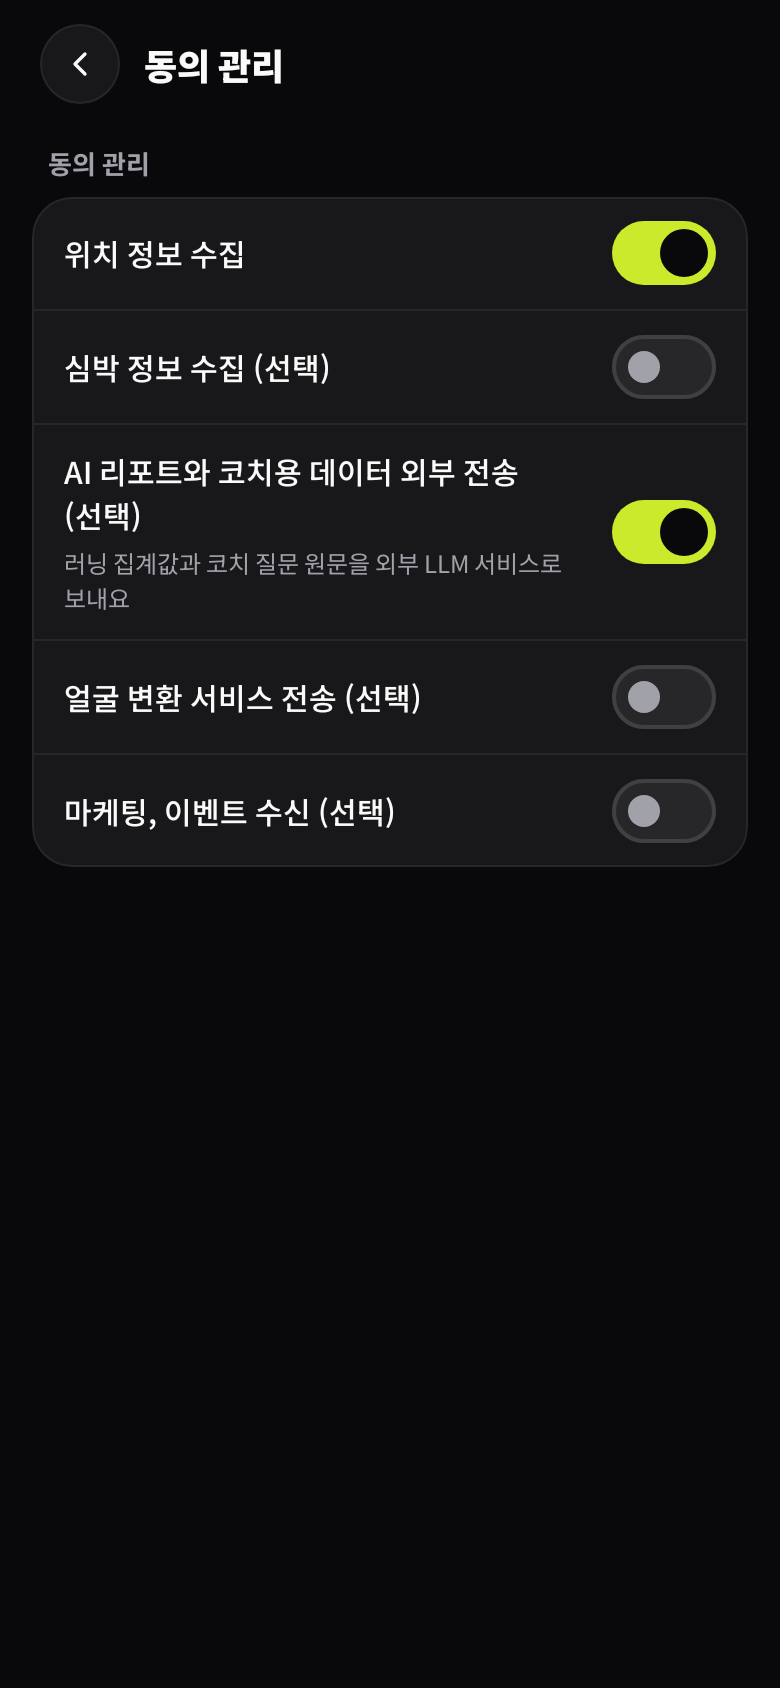 동의 관리
동의 관리
위치 정보 수집
심박 정보 수집 (선택)
AI 리포트와 코치용 데이터 외부 전송
(선택)
러닝 집계값과 코치 질문 원문을 외부 LLM 서비스로
보내요
얼굴 변환 서비스 전송 (선택)
마케팅, 이벤트 수신 (선택)